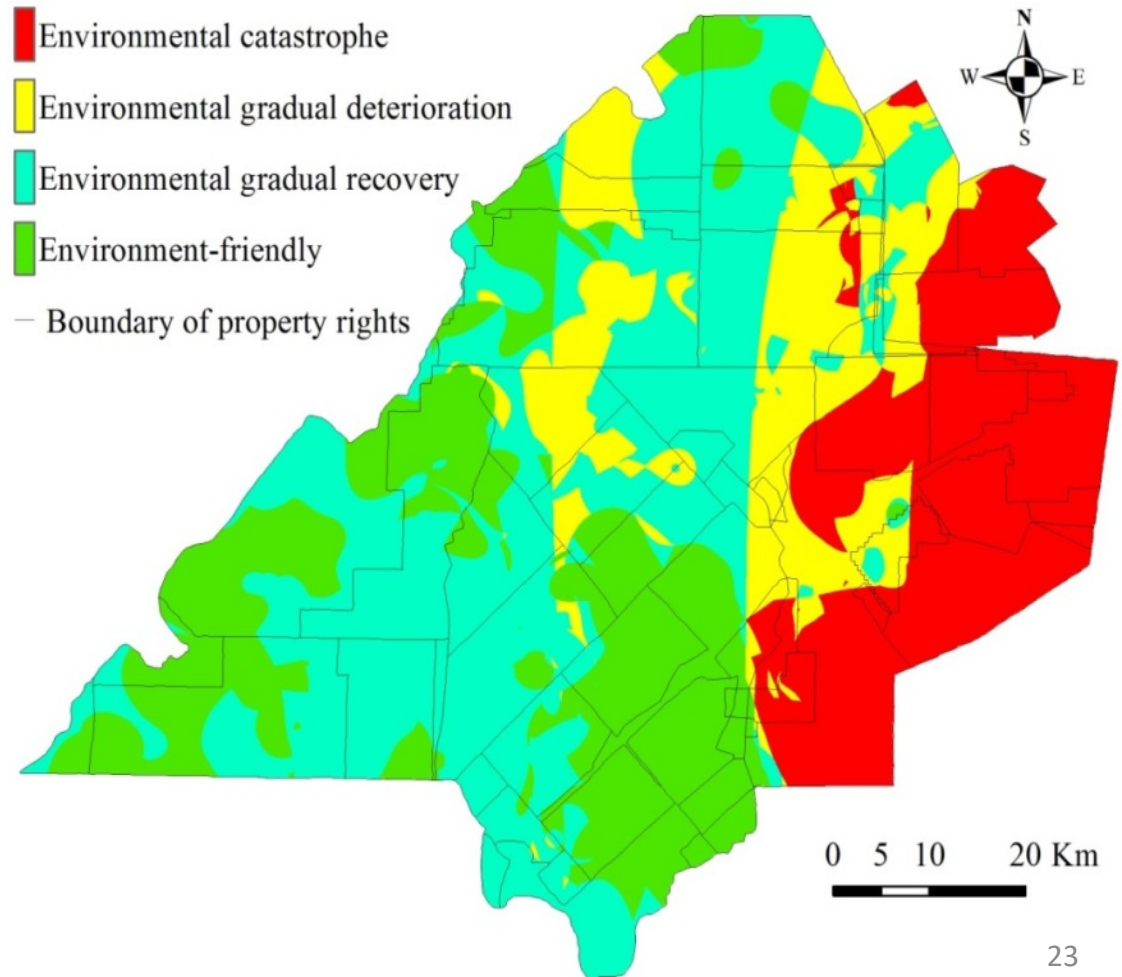 Environmental catastrophe
Environmental gradual deterioration
Environmental gradual recovery
Environment-friendly
Boundary of property rights
N
W E
S
0 5 10 20 Km
23